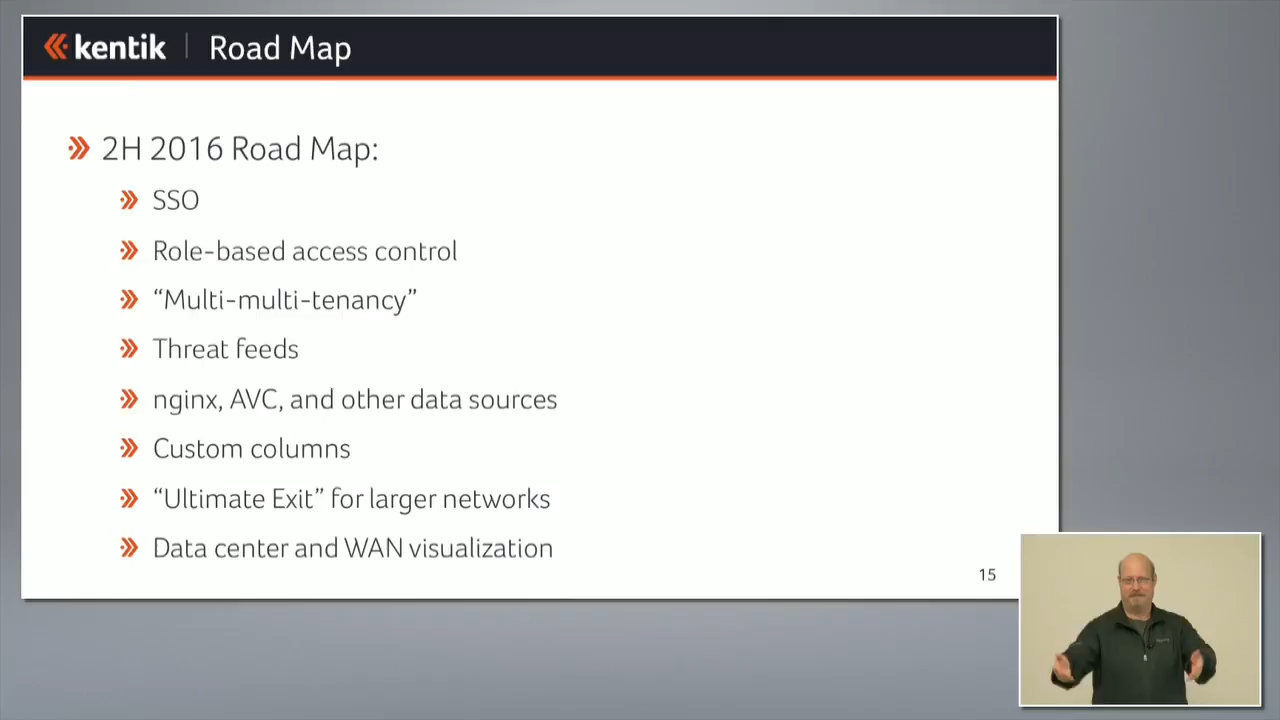 kentik | Road Map
2H 2016 Road Map:
SSO
Role-based access control
“Multi-multi-tenancy”
Threat feeds
nginx, AVC, and other data sources
Custom columns
“Ultimate Exit” for larger networks
Data center and WAN visualization
15